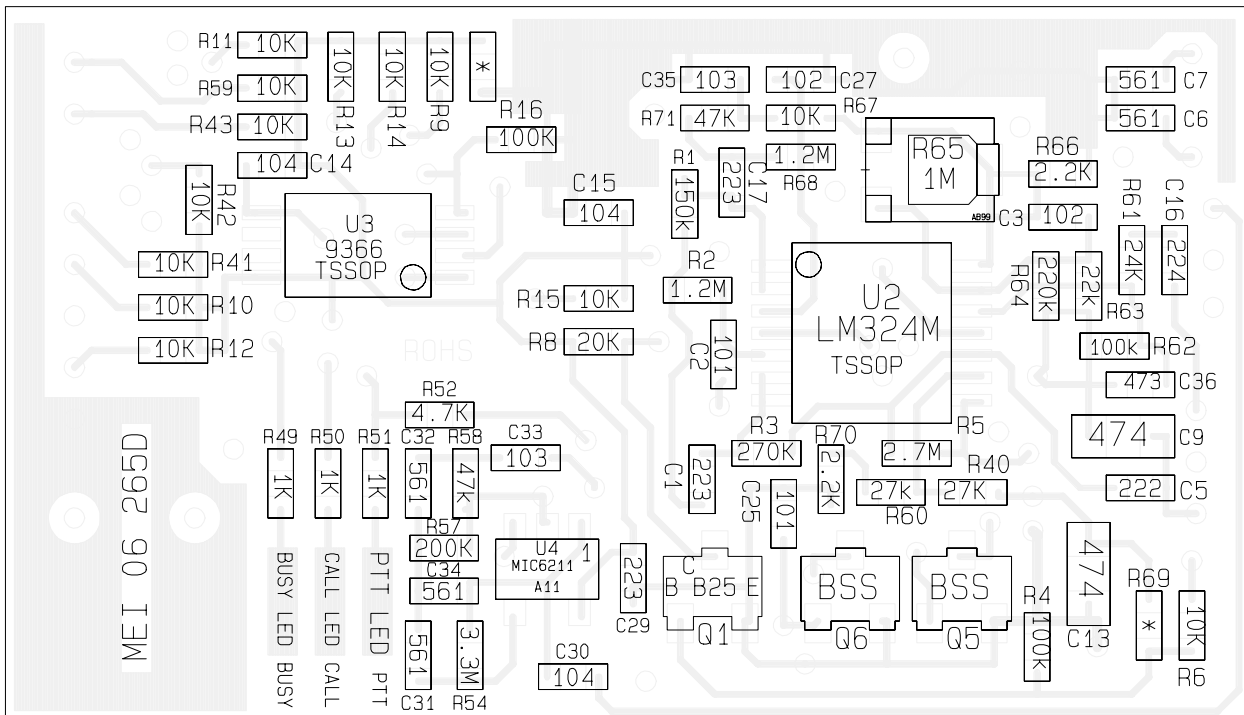 R11 10K
R59 10K
R43 10K
104 C14
10K R13
10K R14
10K R9
*
R16
100K
10K R42
U3
9366
TSSOP
C15
104
10K R41
10K R10
10K R12
R15 10K
R8 20K
ROHS
C35 103
102 C27
R71 47K
10K R67
1.2M
R68
R1
150K
223 C17
R2
1.2M
C2 101
R65
1M
AB99
561 C7
561 C6
R66
2.2K
C3 102
R61 24K
C16 224
R64 220K
22K R63
100k R62
473 C36
474 C9
222 C5
U2
LM324M
TSSOP
R52
4.7K
R49
1K
R50
1K
R51
1K
C32
561
R58
47k
C33
103
R57
200K
C34
561
561
C31
3.3M
R54
U4
MIC6211
A11
1
C30
104
223
C29
C1 223
R3
270K
C25 101
R70 2.2K
2.7M R5
27k
R60
R40
27K
C
B B25 E
Q1
BSS
Q6
BSS
Q5
R4
100k
474
C13
R69
*
10K
R6
MEI 06 265D
BUSY LED BUSY
CALL LED CALL
PTT LED PTT